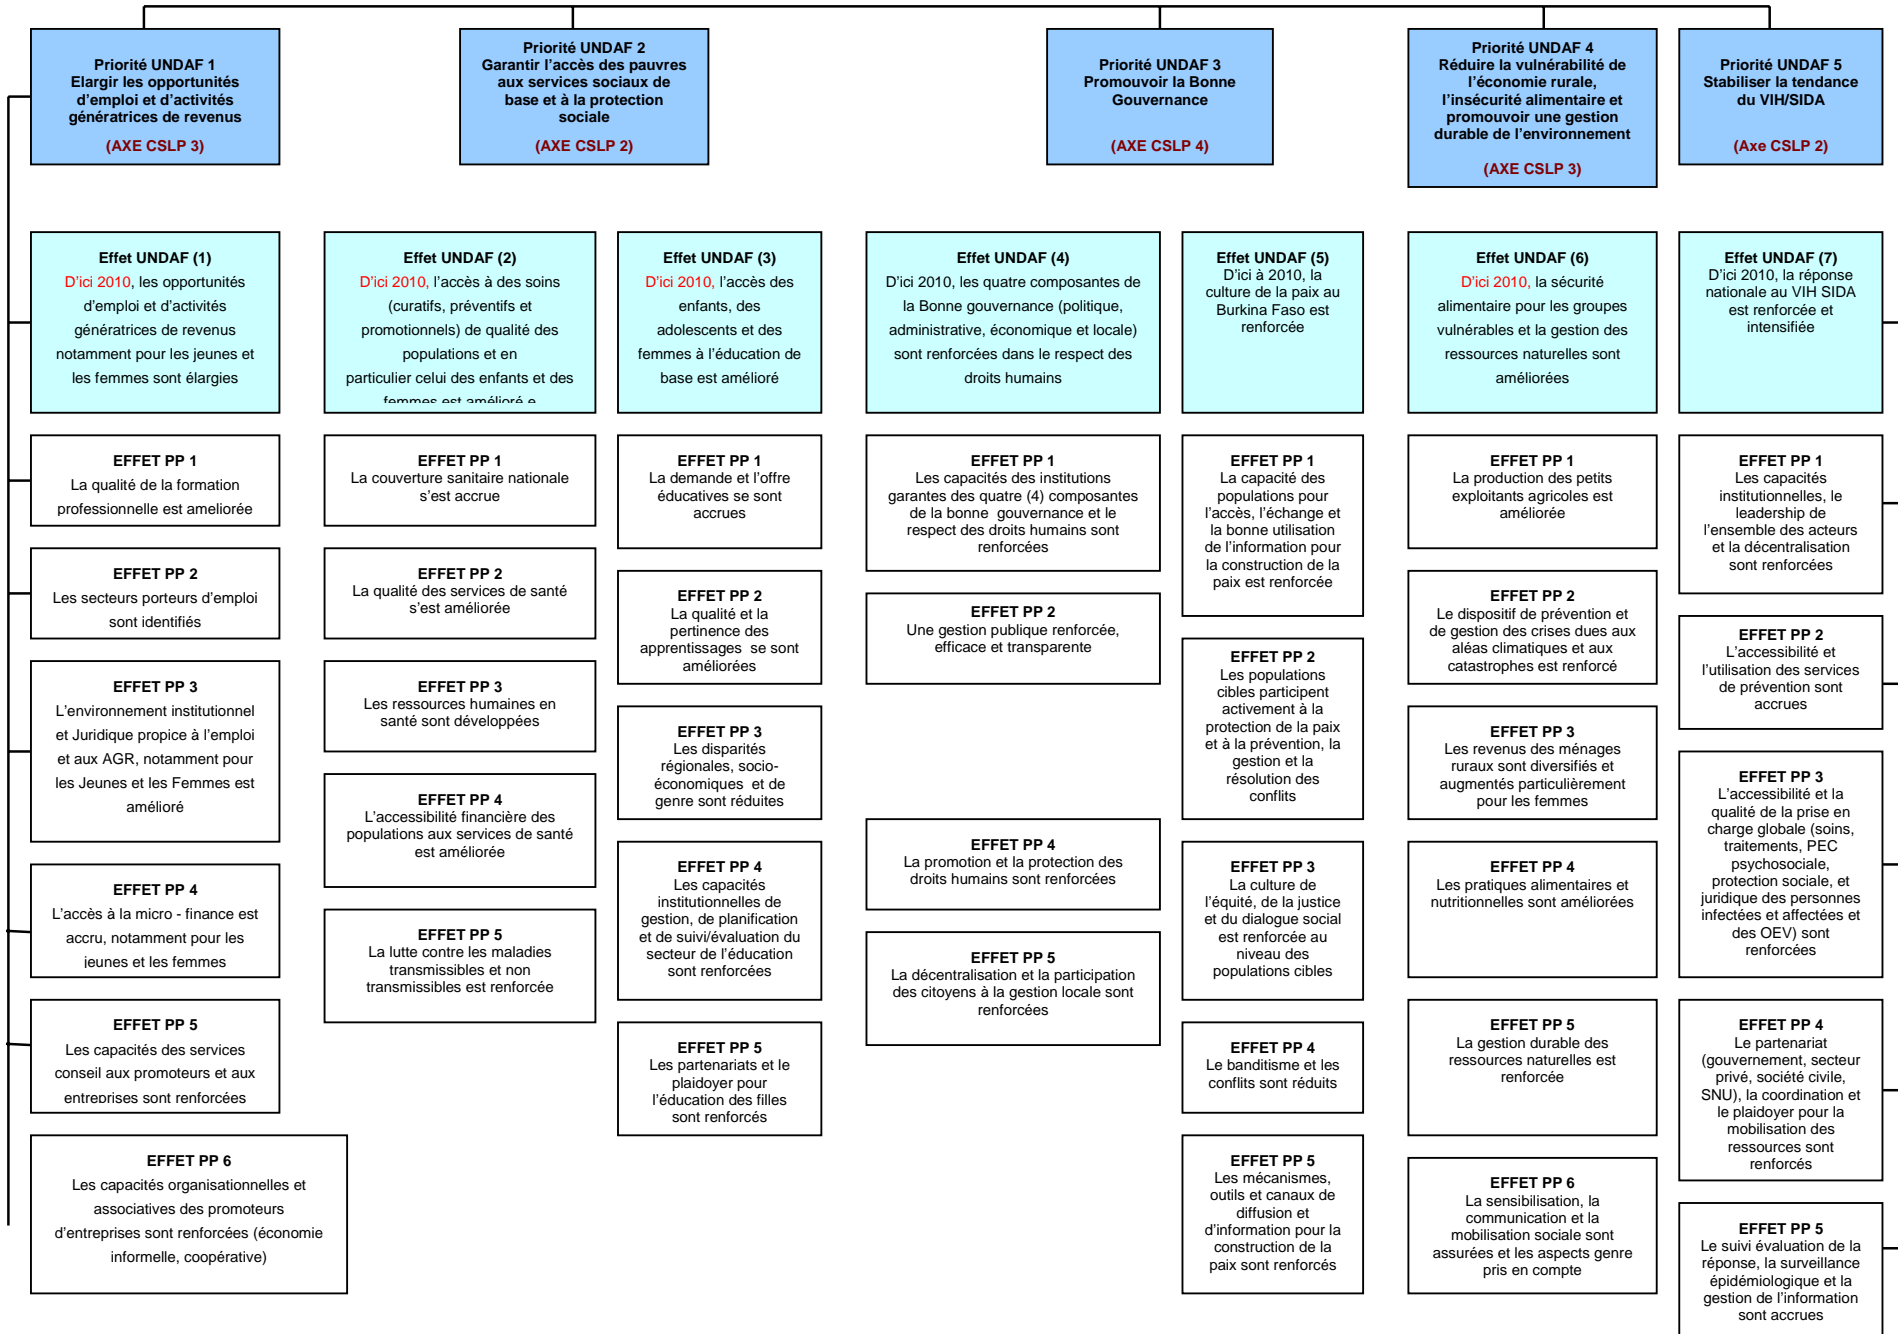 Priorité UNDAF 1
Elargir les opportunités
d'emploi et d'activités
génératrices de revenus
(AXE CSLP 3)
Priorité UNDAF 2
Garantir l'accès des pauvres
aux services sociaux de
base et à la protection
sociale
(AXE CSLP 2)
Priorité UNDAF 3
Promouvoir la Bonne
Gouvernance
(AXE CSLP 4)
Priorité UNDAF 4
Réduire la vulnérabilité de
l'économie rurale,
l'insécurité alimentaire et
promouvoir une gestion
durable de l'environnement
(AXE CSLP 3)
Priorité UNDAF 5
Stabiliser la tendance
du VIH/SIDA
(Axe CSLP 2)
Effet UNDAF (1)
D'ici 2010, les opportunités
d'emploi et d'activités
génératrices de revenus
notamment pour les jeunes et
les femmes sont élargies
Effet UNDAF (2)
D'ici 2010, l'accès à des soins
(curatifs, préventifs et
promotionnels) de qualité des
populations et en
particulier celui des enfants et des
femmes est amélioré e
Effet UNDAF (3)
D'ici 2010, l'accès des
enfants, des
adolescents et des
femmes à l'éducation de
base est amélioré
Effet UNDAF (4)
D'ici 2010, les quatre composantes de
la Bonne gouvernance (politique,
administrative, économique et locale)
sont renforcées dans le respect des
droits humains
Effet UNDAF (5)
D'ici à 2010, la
culture de la paix au
Burkina Faso est
renforcée
Effet UNDAF (6)
D'ici 2010, la sécurité
alimentaire pour les groupes
vulnérables et la gestion des
ressources naturelles sont
améliorées
Effet UNDAF (7)
D'ici 2010, la réponse
nationale au VIH SIDA
est renforcée et
intensifiée
EFFET PP 1
La qualité de la formation
professionnelle est ameliorée
EFFET PP 2
Les secteurs porteurs d'emploi
sont identifiés
EFFET PP 3
L'environnement institutionnel
et Juridique propice à l'emploi
et aux AGR, notamment pour
les Jeunes et les Femmes est
amélioré
EFFET PP 4
L'accès à la micro - finance est
accru, notamment pour les
jeunes et les femmes
EFFET PP 5
Les capacités des services
conseil aux promoteurs et aux
entreprises sont renforcées
EFFET PP 6
Les capacités organisationnelles et
associatives des promoteurs
d'entreprises sont renforcées (économie
informelle, coopérative)
EFFET PP 1
La couverture sanitaire nationale
s'est accrue
EFFET PP 2
La qualité des services de santé
s'est améliorée
EFFET PP 3
Les ressources humaines en
santé sont développées
EFFET PP 4
L'accessibilité financière des
populations aux services de santé
est améliorée
EFFET PP 5
La lutte contre les maladies
transmissibles et non
transmissibles est renforcée
EFFET PP 1
La demande et l'offre
éducatives se sont
accrues
EFFET PP 2
La qualité et la
pertinence des
apprentissages se sont
améliorées
EFFET PP 3
Les disparités
régionales, socio-
économiques et de
genre sont réduites
EFFET PP 4
Les capacités
institutionnelles de
gestion, de planification
et de suivi/évaluation du
secteur de l'éducation
sont renforcées
EFFET PP 5
Les partenariats et le
plaidoyer pour
l'éducation des filles
sont renforcés
EFFET PP 1
Les capacités des institutions
garantes des quatre (4) composantes
de la bonne gouvernance et le
respect des droits humains sont
renforcées
EFFET PP 2
Une gestion publique renforcée,
efficace et transparente
EFFET PP 4
La promotion et la protection des
droits humains sont renforcées
EFFET PP 5
La décentralisation et la participation
des citoyens à la gestion locale sont
renforcées
EFFET PP 1
La capacité des
populations pour
l'accès, l'échange et
la bonne utilisation
de l'information pour
la construction de la
paix est renforcée
EFFET PP 2
Les populations
cibles participent
activement à la
protection de la paix
et à la prévention, la
gestion et la
résolution des
conflits
EFFET PP 3
La culture de
l'équité, de la justice
et du dialogue social
est renforcée au
niveau des
populations cibles
EFFET PP 4
Le banditisme et les
conflits sont réduits
EFFET PP 5
Les mécanismes,
outils et canaux de
diffusion et
d'information pour la
construction de la
paix sont renforcés
EFFET PP 1
La production des petits
exploitants agricoles est
améliorée
EFFET PP 2
Le dispositif de prévention et
de gestion des crises dues aux
aléas climatiques et aux
catastrophes est renforcé
EFFET PP 3
Les revenus des ménages
ruraux sont diversifiés et
augmentés particulièrement
pour les femmes
EFFET PP 4
Les pratiques alimentaires et
nutritionnelles sont améliorées
EFFET PP 5
La gestion durable des
ressources naturelles est
renforcée
EFFET PP 6
La sensibilisation, la
communication et la
mobilisation sociale sont
assurées et les aspects genre
pris en compte
EFFET PP 1
Les capacités
institutionnelles, le
leadership de
l'ensemble des acteurs
et la décentralisation
sont renforcées
EFFET PP 2
L'accessibilité et
l'utilisation des services
de prévention sont
accrues
EFFET PP 3
L'accessibilité et la
qualité de la prise en
charge globale (soins,
traitements, PEC
psychosociale,
protection sociale, et
juridique des personnes
infectées et affectées et
des OEV) sont
renforcées
EFFET PP 4
Le partenariat
(gouvernement, secteur
privé, société civile,
SNU), la coordination et
le plaidoyer pour la
mobilisation des
ressources sont
renforcés
EFFET PP 5
Le suivi évaluation de la
réponse, la surveillance
épidémiologique et la
gestion de l'information
sont accrues